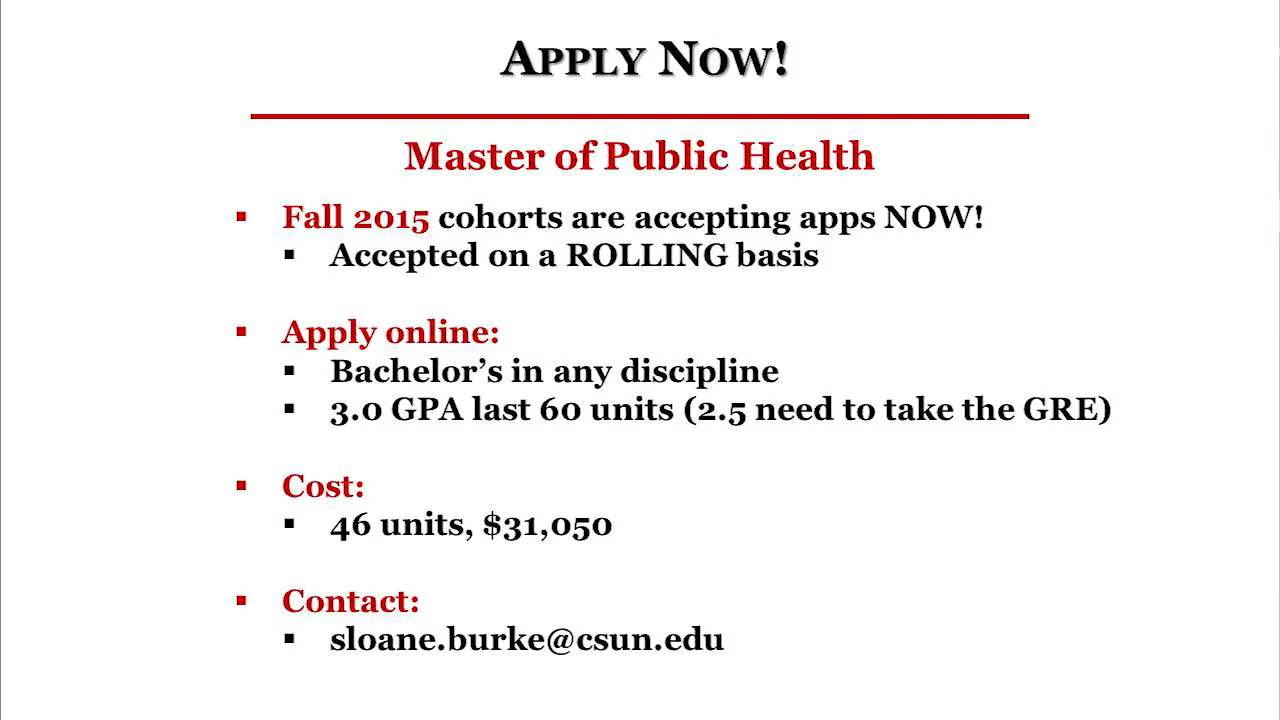 APPLY NOW!
Master of Public Health
▪ Fall 2015 cohorts are accepting apps NOW!
▪ Accepted on a ROLLING basis
▪ Apply online:
▪ Bachelor’s in any discipline
▪ 3.0 GPA last 60 units (2.5 need to take the GRE)
▪ Cost:
▪ 46 units, $31,050
▪ Contact:
▪ sloane.burke@csun.edu